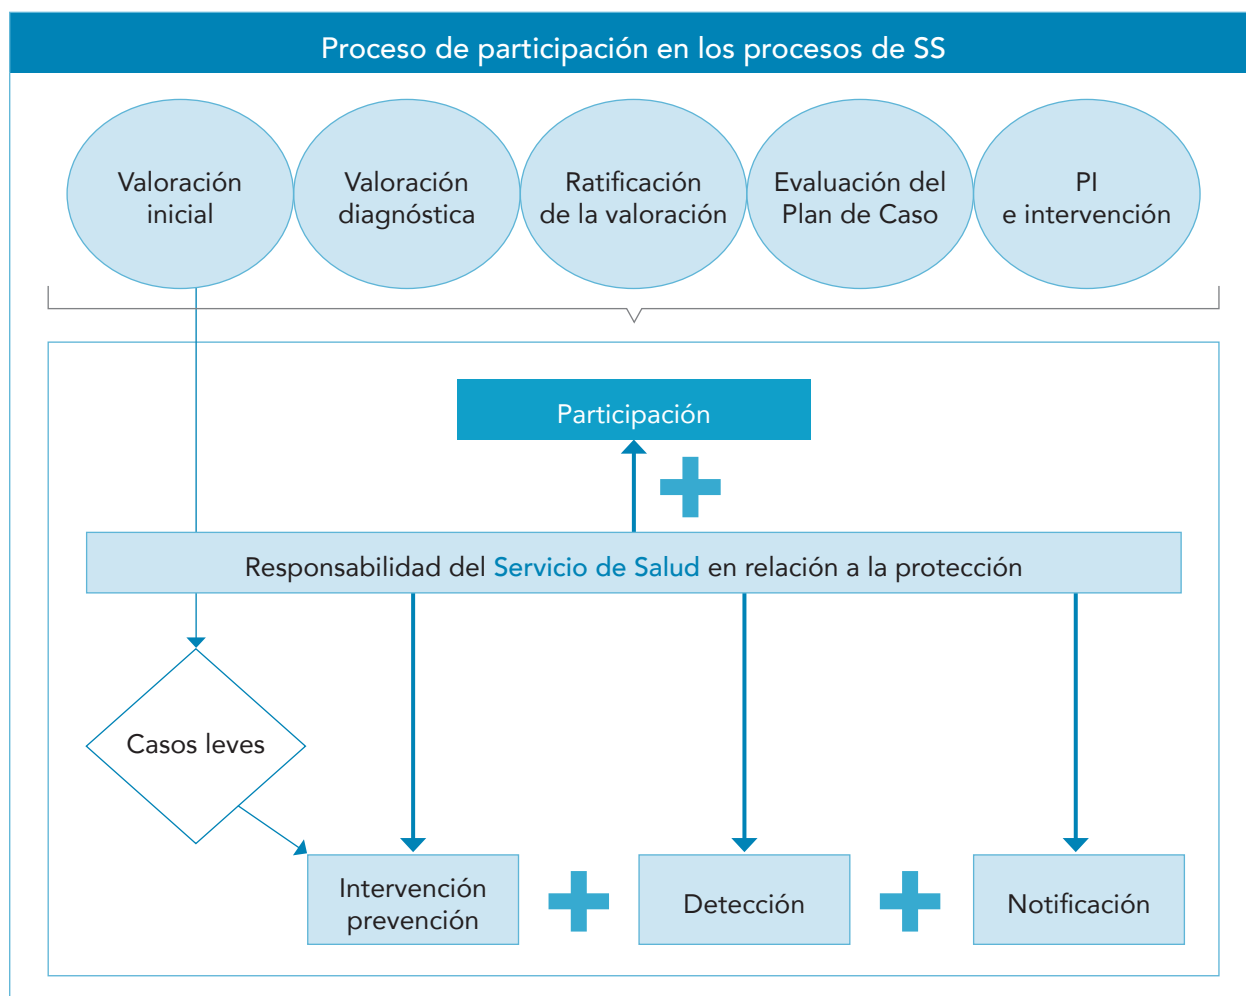 Proceso de participación en los procesos de SS
Valoración
inicial
Valoración
diagnóstica
Ratificación
de la valoración
Evaluación del
Plan de Caso
PI
e intervención
Participación
Responsabilidad del Servicio de Salud en relación a la protección
Casos leves
Intervención
prevención
Detección
Notificación